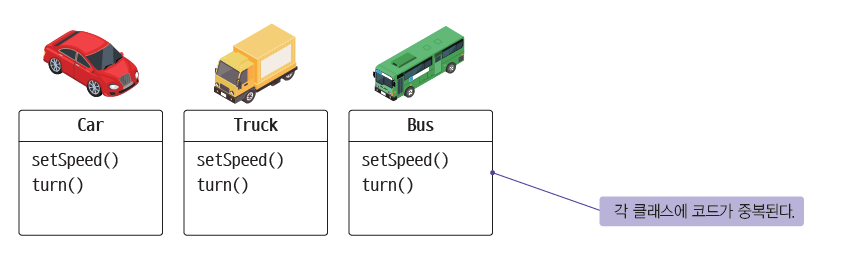 Car
setSpeed()
turn()
Truck
setSpeed()
turn()
Bus
setSpeed()
turn()
각 클래스에 코드가 중복된다.